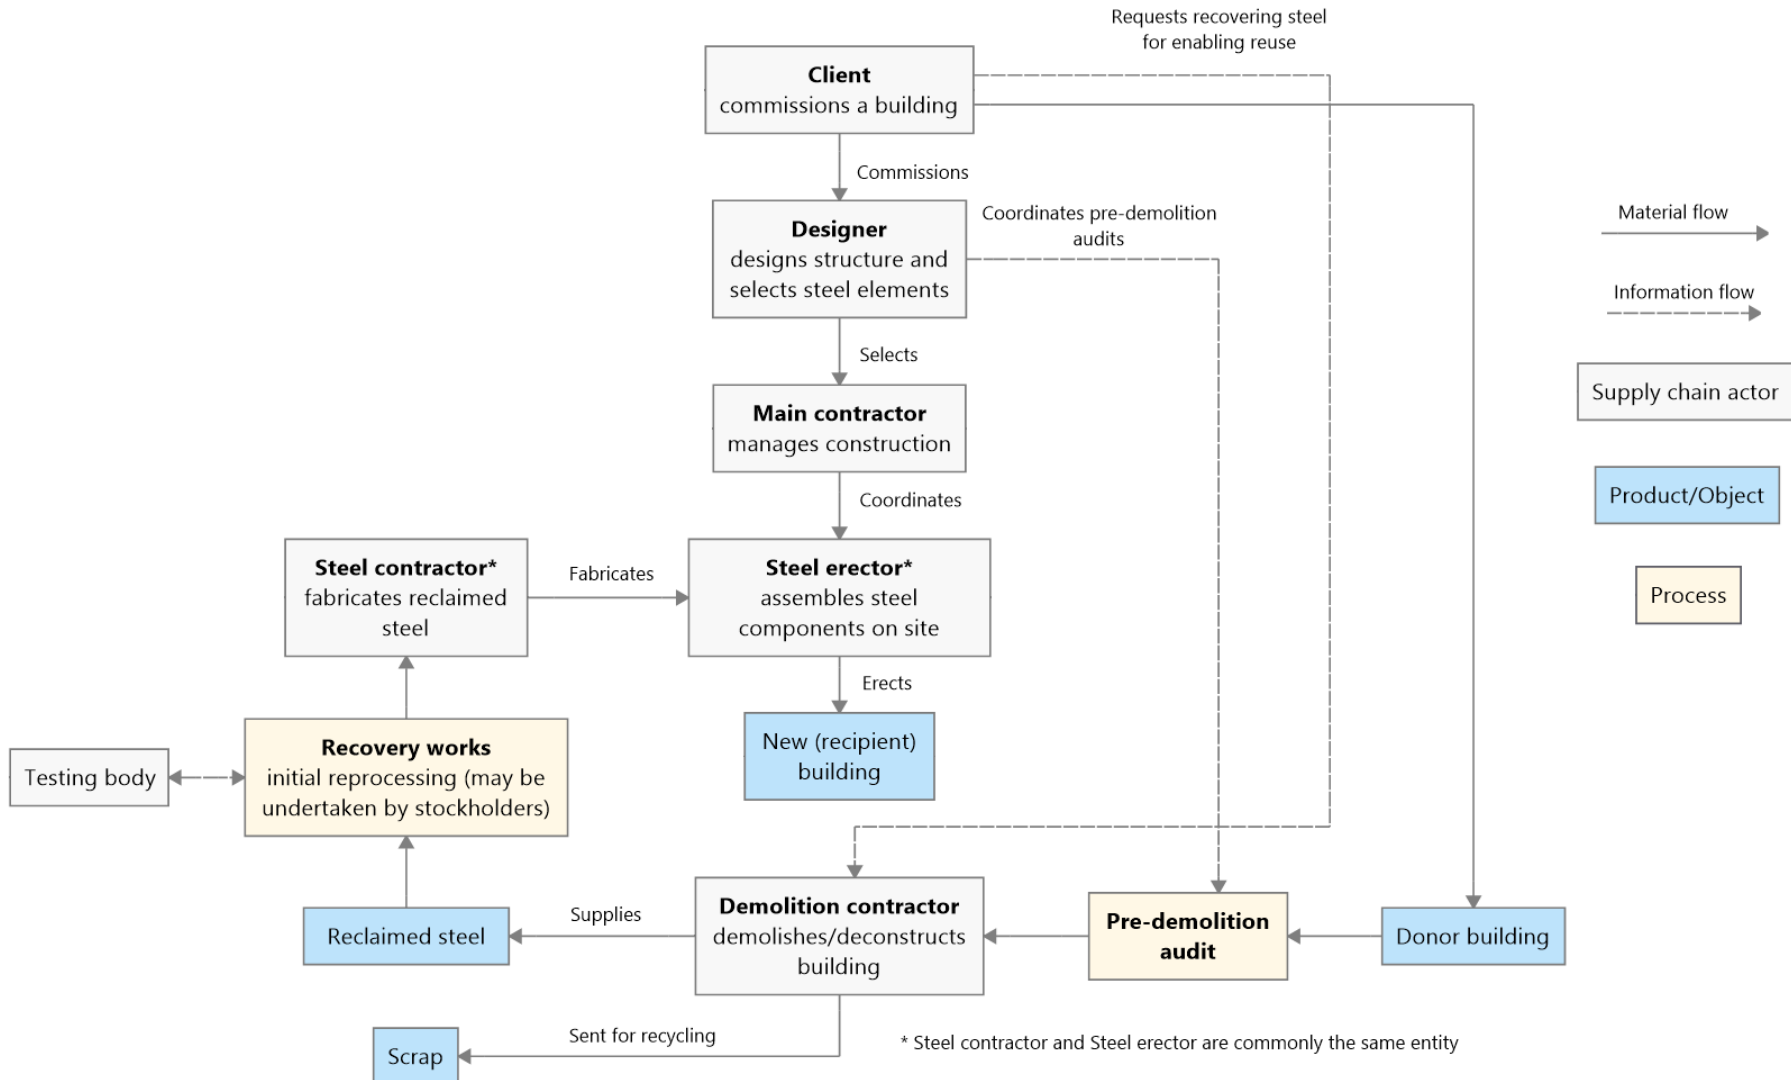 Requests recovering steel
for enabling reuse
Client
commissions a building
Commissions
Designer
designs structure and
selects steel elements
Coordinates pre-demolition
audits
Material flow
Information flow
Selects
Main contractor
manages construction
Supply chain actor
Coordinates
Product/Object
Steel contractor*
fabricates reclaimed
steel
Fabricates
Steel erector*
assembles steel
components on site
Process
Erects
New (recipient)
building
Testing body
Recovery works
initial reprocessing (may be
undertaken by stockholders)
Reclaimed steel
Supplies
Demolition contractor
demolishes/deconstructs
building
Pre-demolition
audit
Donor building
Scrap
Sent for recycling
* Steel contractor and Steel erector are commonly the same entity